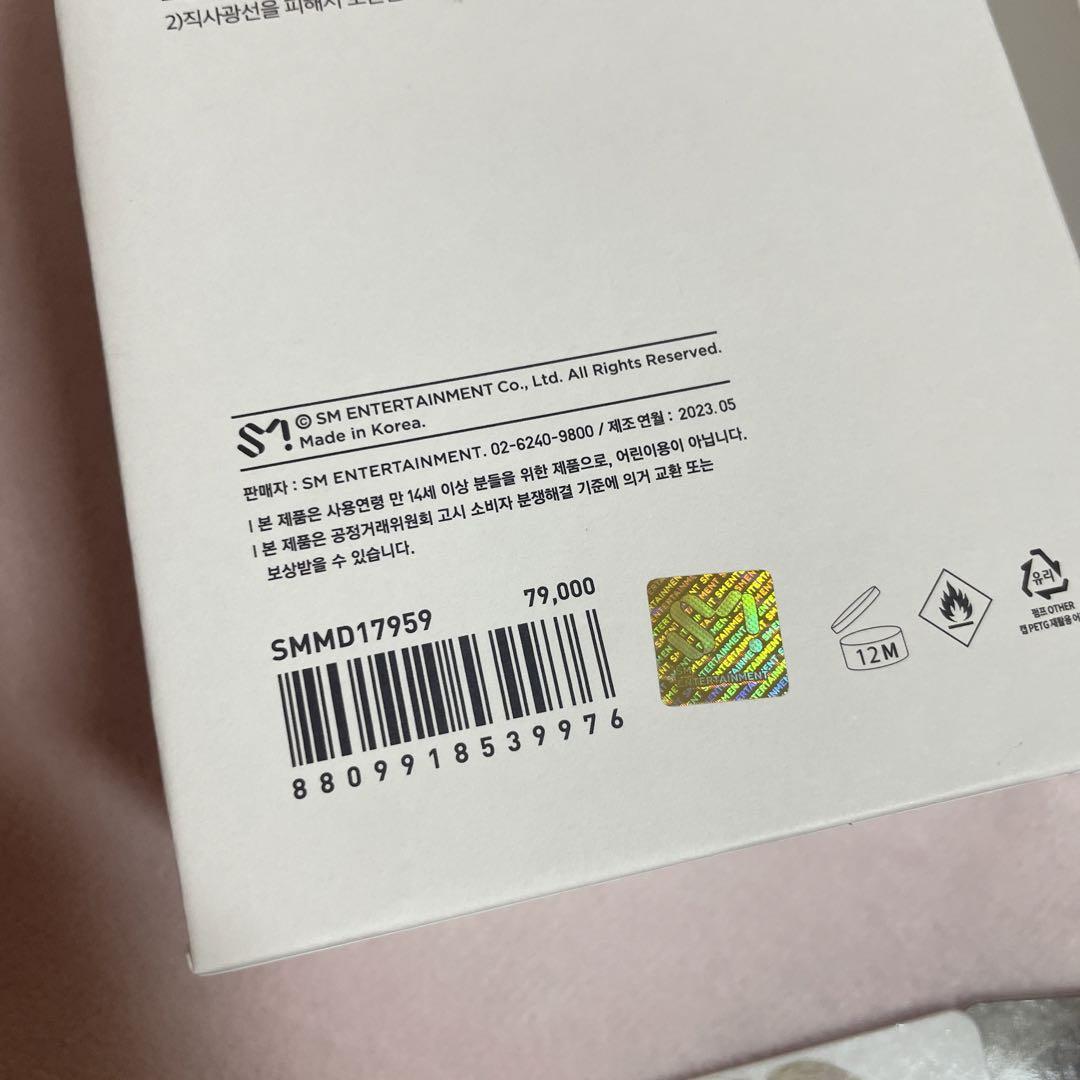 2)직사광선을 피해서
SM!
© SM ENTERTAINMENT Co., Ltd. All Rights Reserved.
Made in Korea.
판매자 : SM ENTERTAINMENT. 02-6240-9800 / 제조 연월 : 2023. 05
| 본 제품은 사용연령 만 14세 이상 분들을 위한 제품으로, 어린이용이 아닙니다.
| 본 제품은 공정거래위원회 고시 소비자 분쟁해결 기준에 의거 교환 또는
보상받을 수 있습니다.
SMMD17959
79,000
8809918539976
SM ENTERTAINMENT
12M
유리
펌프 OTHER
캡 PETG 재활용